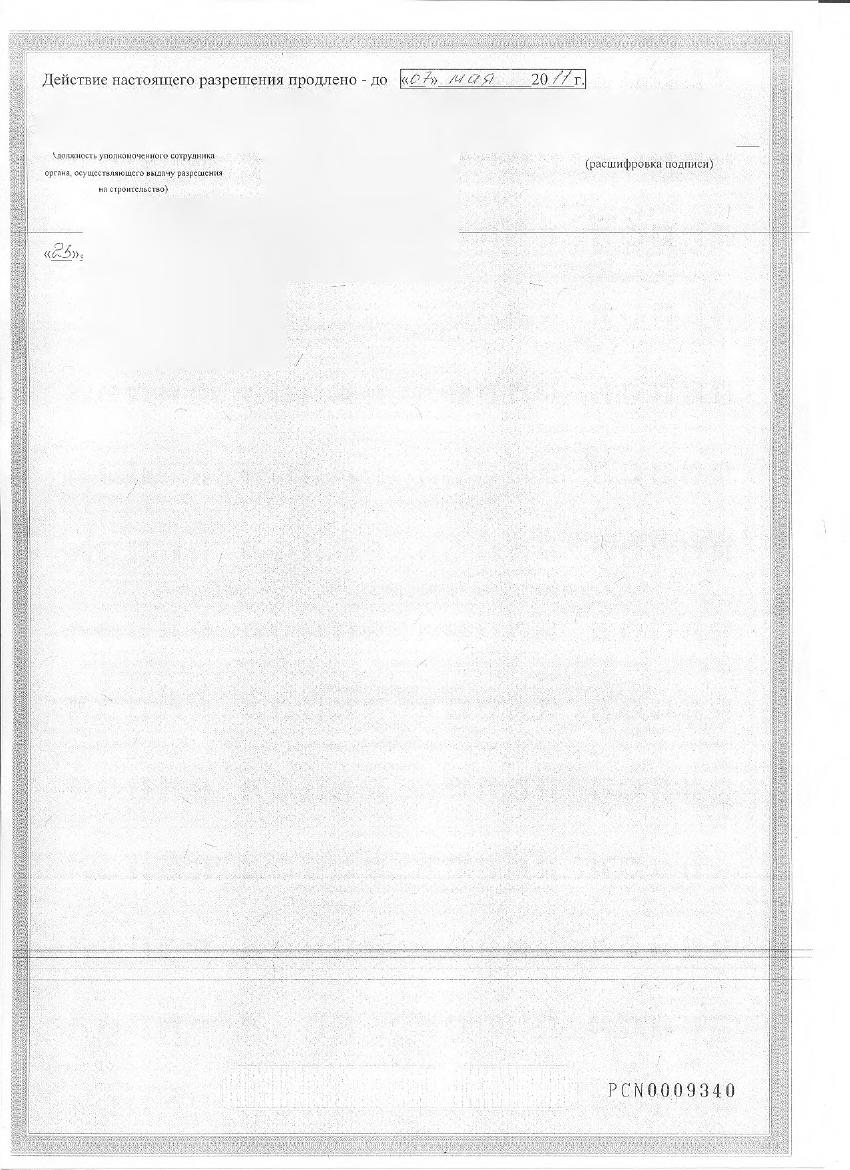 Действие настоящего разрешения продлено - до «07» мая 2011 г.
(должность уполномоченного сотрудника
органа, осуществляющего выдачу разрешения
на строительство)
(расшифровка подписи)
«23»
PCN0009340